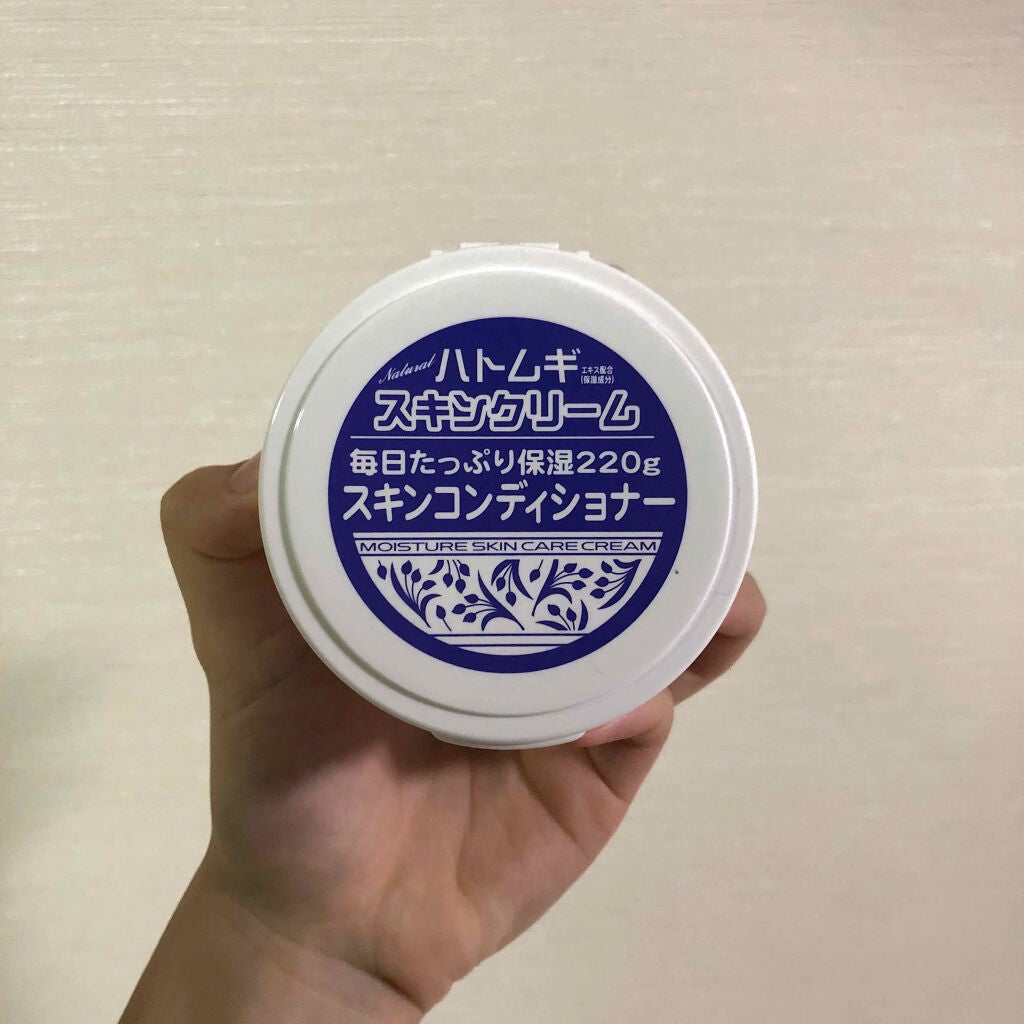 Natural ハトムギ エキス配合
(保湿成分)
スキンクリーム
毎日たっぷり保湿220g
スキンコンディショナー
MOISTURE SKIN CARE CREAM